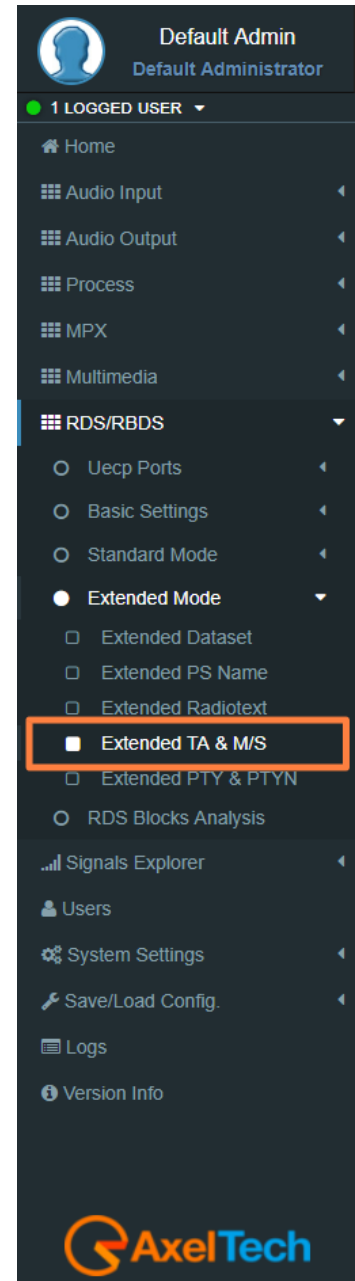 Default Admin
Default Administrator
1 LOGGED USER
Home
Audio Input
Audio Output
Process
MPX
Multimedia
RDS/RBDS
Uecp Ports
Basic Settings
Standard Mode
Extended Mode
Extended Dataset
Extended PS Name
Extended Radiotext
Extended TA & M/S
Extended PTY & PTYN
RDS Blocks Analysis
Signals Explorer
Users
System Settings
Save/Load Config.
Logs
Version Info
AxelTech